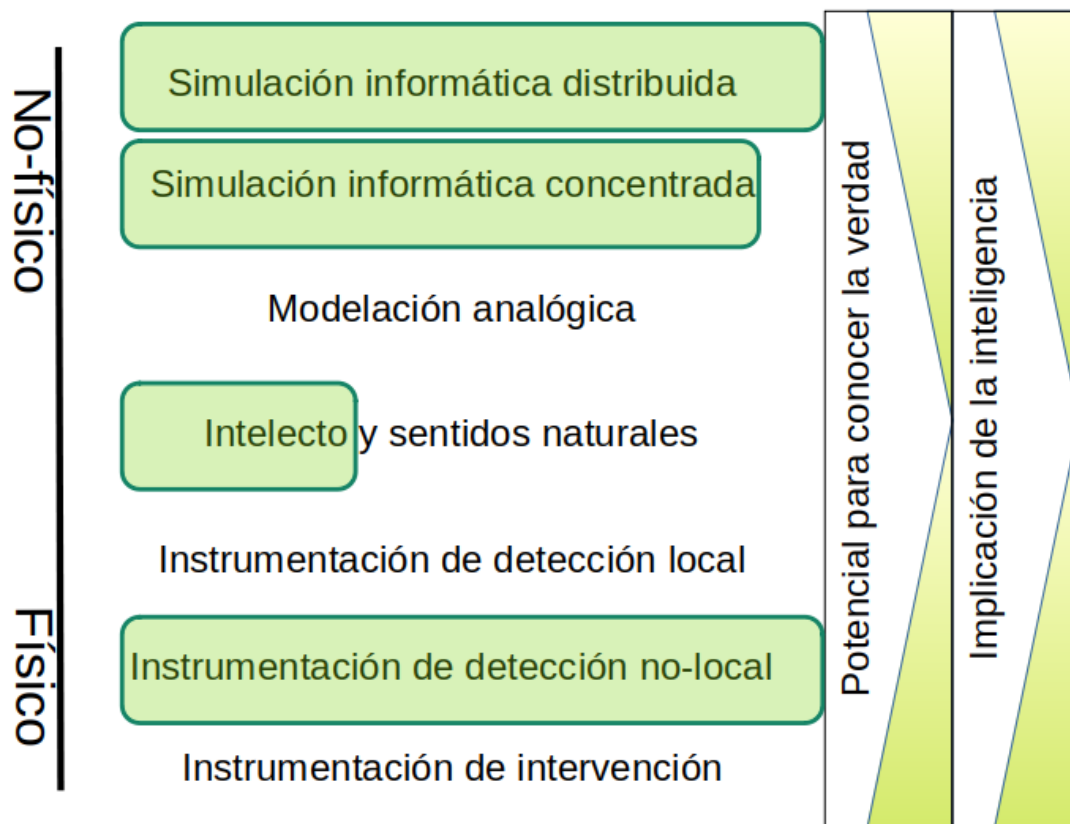 No-físico
Físico
Simulación informática distribuida
Simulación informática concentrada
Modelación analógica
Intelecto y sentidos naturales
Instrumentación de detección local
Instrumentación de detección no-local
Instrumentación de intervención
Potencial para conocer la verdad
Implicación de la inteligencia